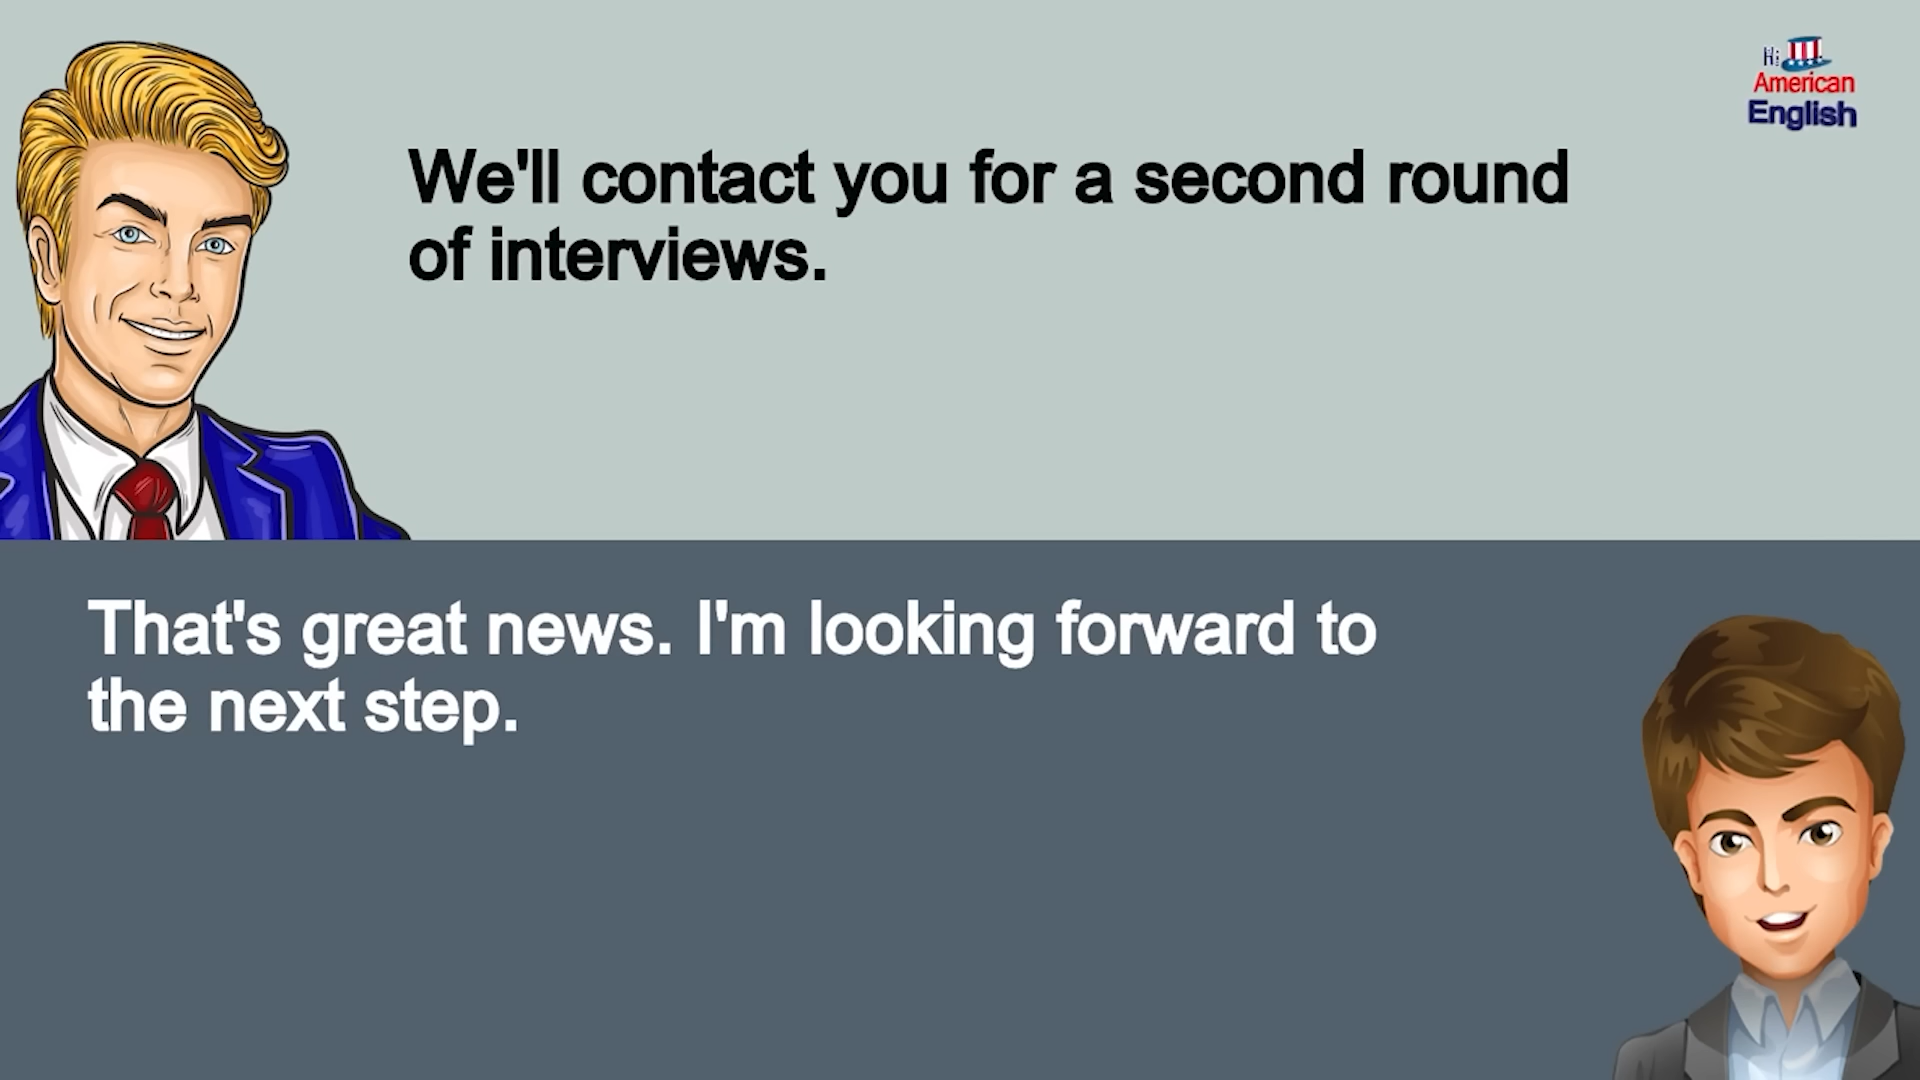 Hi
American
English
We'll contact you for a second round
of interviews.
That's great news. I'm looking forward to
the next step.